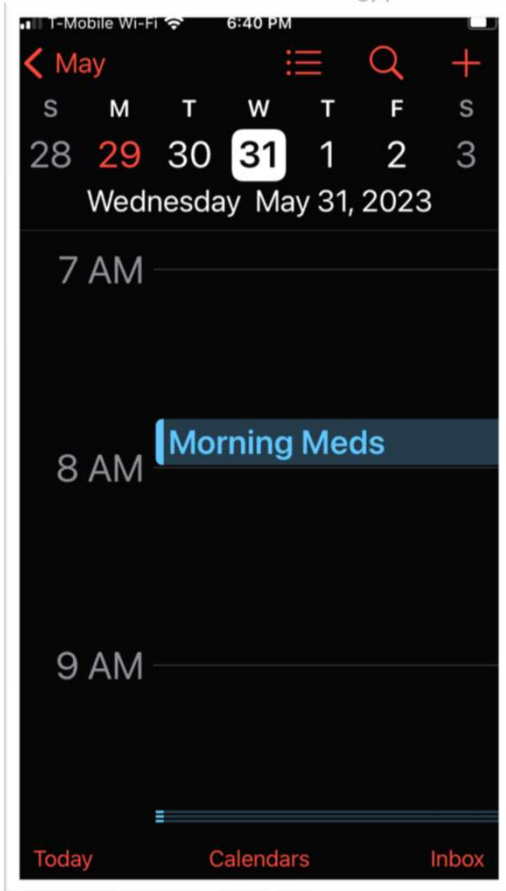 T-Mobile Wi-Fi 6:40 PM
May
S M T W T F S
28 29 30 31 1 2 3
Wednesday May 31, 2023
7 AM
Morning Meds
8 AM
9 AM
Today Calendars Inbox